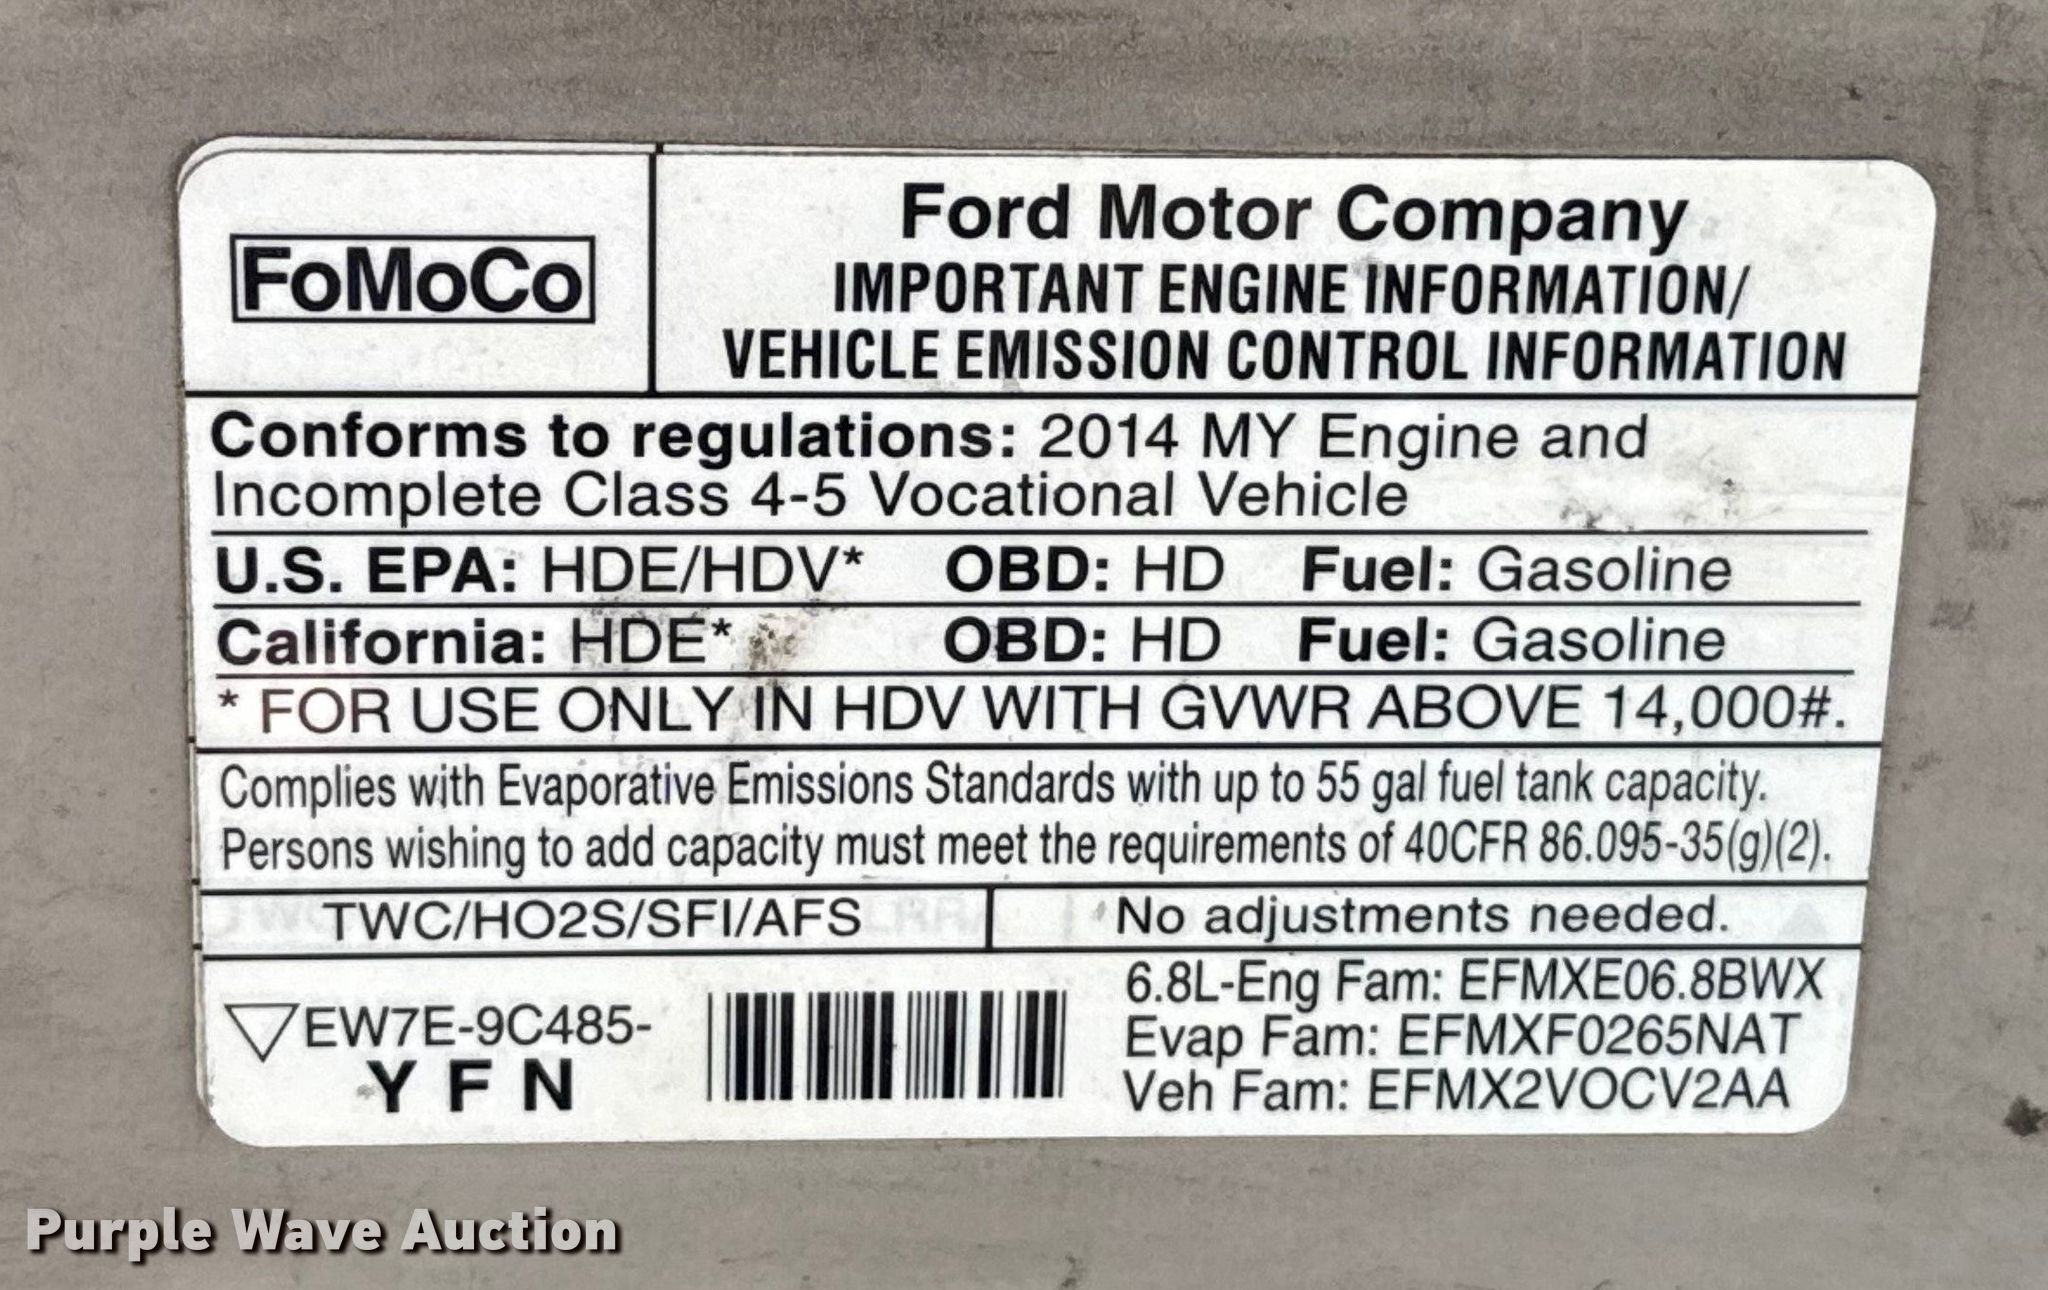 FoMoCo
Ford Motor Company
IMPORTANT ENGINE INFORMATION/
VEHICLE EMISSION CONTROL INFORMATION
Conforms to regulations: 2014 MY Engine and
Incomplete Class 4-5 Vocational Vehicle
U.S. EPA: HDE/HDV* OBD: HD Fuel: Gasoline
California: HDE* OBD: HD Fuel: Gasoline
* FOR USE ONLY IN HDV WITH GVWR ABOVE 14,000#.
Complies with Evaporative Emissions Standards with up to 55 gal fuel tank capacity.
Persons wishing to add capacity must meet the requirements of 40CFR 86.095-35(g)(2).
TWC/HO2S/SFI/AFS No adjustments needed.
EW7E-9C485-
Y F N
6.8L-Eng Fam: EFMXE06.8BWX
Evap Fam: EFMXF0265NAT
Veh Fam: EFMX2VOCV2AA
Purple Wave Auction